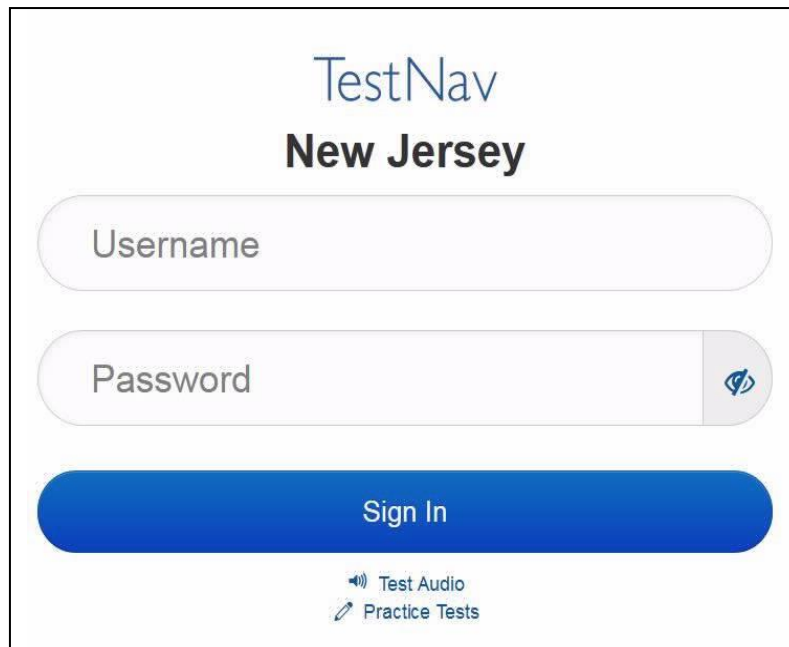 TestNav
New Jersey
Username
Password
Sign In
Test Audio
Practice Tests